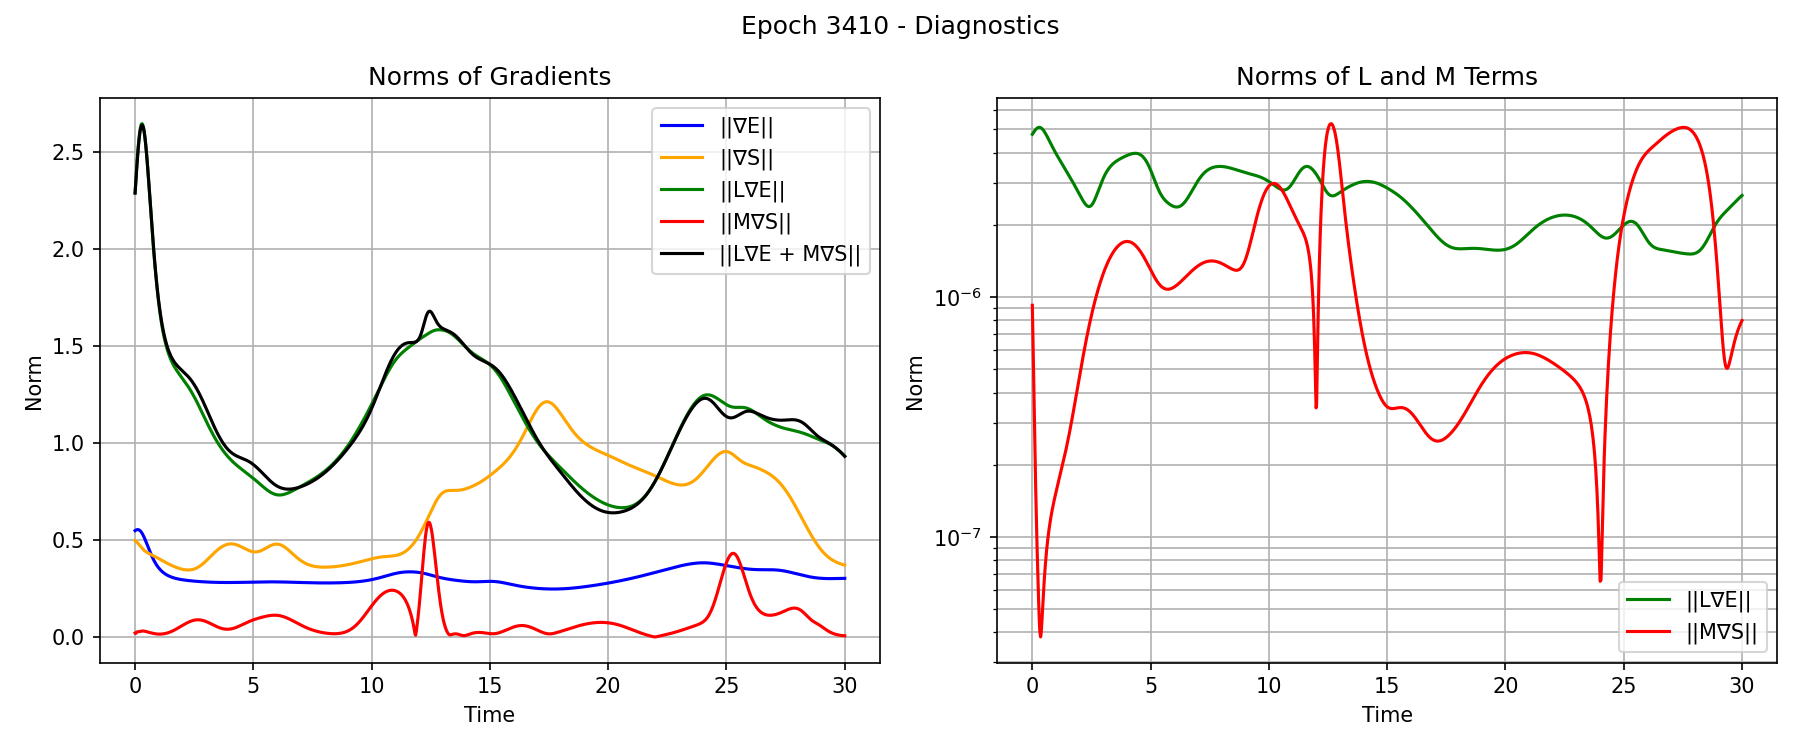 Epoch 3410 - Diagnostics
Norms of Gradients
Norm
2.5
2.0
1.5
1.0
0.5
0.0
0 5 10 15 20 25 30
Time
||∇E||
||∇S||
||L∇E||
||M∇S||
||L∇E + M∇S||
Norms of L and M Terms
Norm
10⁻⁶
10⁻⁷
0 5 10 15 20 25 30
Time
||L∇E||
||M∇S||